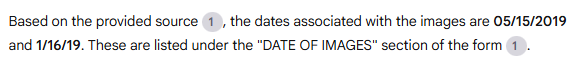 Based on the provided source 1 , the dates associated with the images are 05/15/2019
and 1/16/19. These are listed under the "DATE OF IMAGES" section of the form 1 .